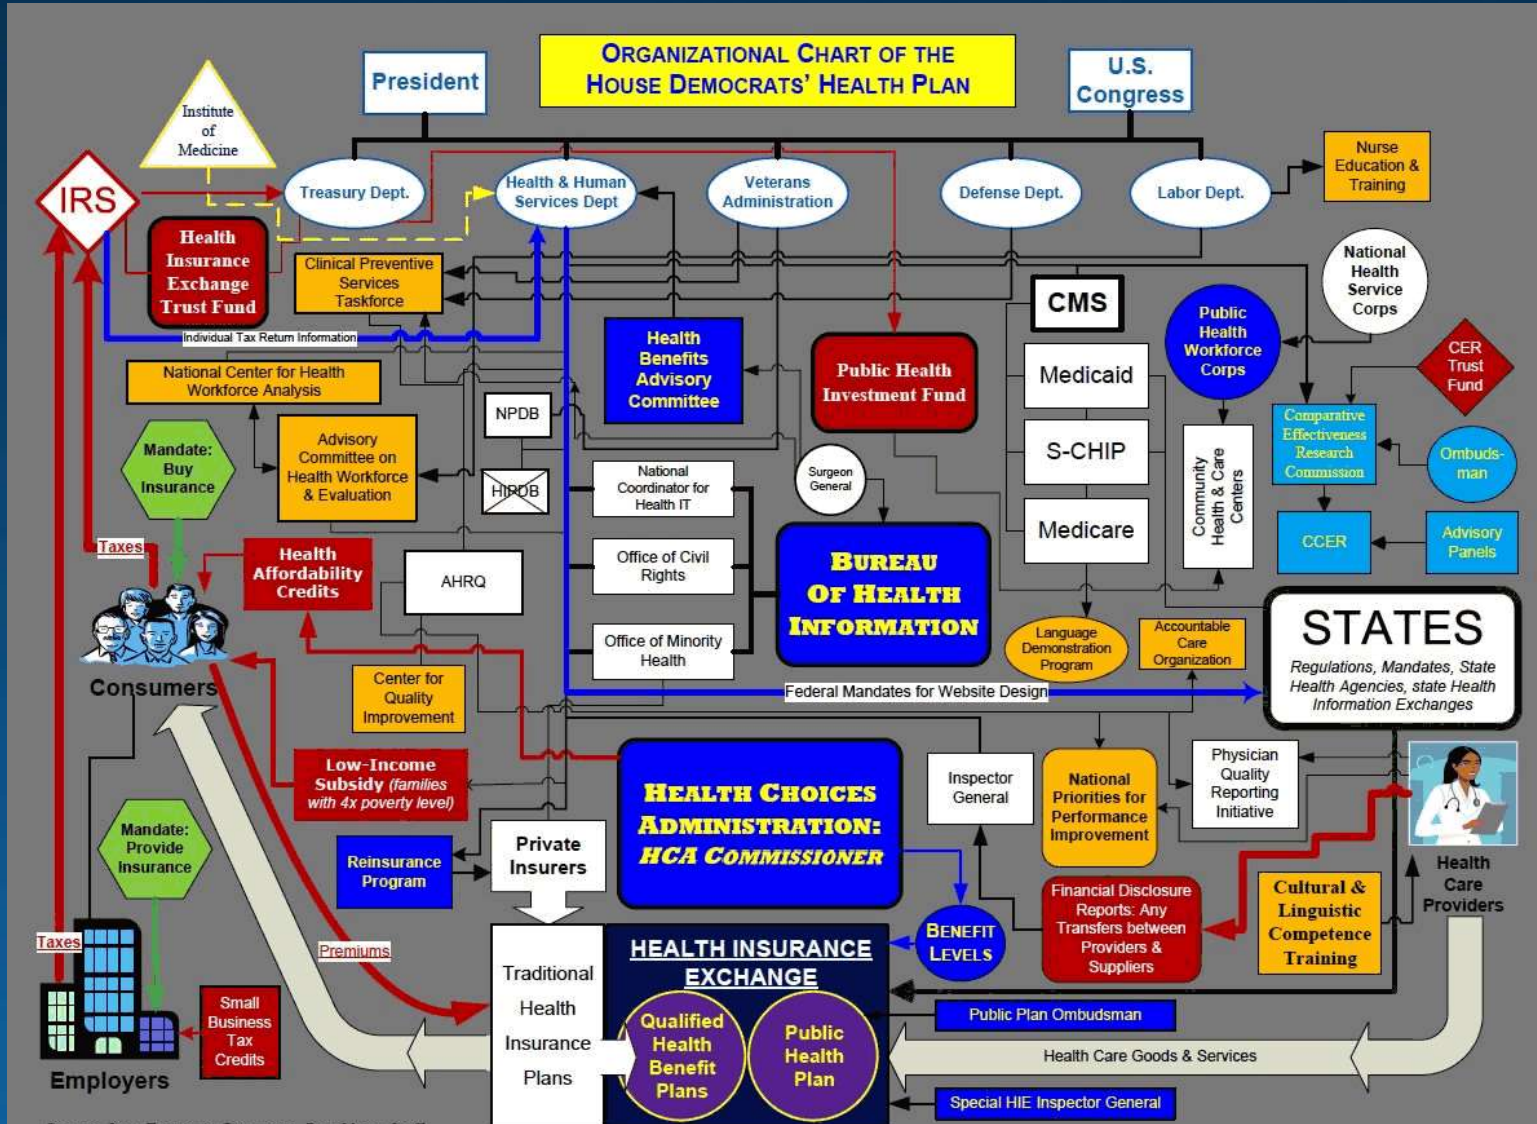 ORGANIZATIONAL CHART OF THE
HOUSE DEMOCRATS' HEALTH PLAN
President
U.S.
Congress
Institute
of
Medicine
IRS
Treasury Dept.
Health & Human
Services Dept
Veterans
Administration
Defense Dept.
Labor Dept.
Nurse
Education &
Training
Health
Insurance
Exchange
Trust Fund
Clinical Preventive
Services
Taskforce
National
Health
Service
Corps
CMS
Public
Health
Workforce
Corps
Individual Tax Return Information
Health
Benefits
Advisory
Committee
Public Health
Investment Fund
CER
Trust
Fund
National Center for Health
Workforce Analysis
Medicaid
NPDB
Comparative
Effectiveness
Research
Commission
Mandate:
Buy
Insurance
Advisory
Committee on
Health Workforce
& Evaluation
S-CHIP
Community
Health & Care
Centers
Ombuds-
man
HIPDB
National
Coordinator for
Health IT
Surgeon
General
Medicare
CCER
Advisory
Panels
Taxes
Health
Affordability
Credits
AHRQ
Office of Civil
Rights
BUREAU
OF HEALTH
INFORMATION
Office of Minority
Health
Language
Demonstration
Program
Accountable
Care
Organization
STATES
Regulations, Mandates, State
Health Agencies, state Health
Information Exchanges
Consumers
Center for
Quality
Improvement
Federal Mandates for Website Design
Low-Income
Subsidy (families
with 4x poverty level)
HEALTH CHOICES
ADMINISTRATION:
HCA COMMISSIONER
Inspector
General
National
Priorities for
Performance
Improvement
Physician
Quality
Reporting
Initiative
Mandate:
Provide
Insurance
Reinsurance
Program
Private
Insurers
Health
Care
Providers
Financial Disclosure
Reports: Any
Transfers between
Providers &
Suppliers
Cultural &
Linguistic
Competence
Training
Taxes
Premiums
BENEFIT
LEVELS
HEALTH INSURANCE
EXCHANGE
Traditional
Health
Insurance
Plans
Qualified
Health
Benefit
Plans
Public
Health
Plan
Public Plan Ombudsman
Small
Business
Tax
Credits
Health Care Goods & Services
Employers
Special HIE Inspector General